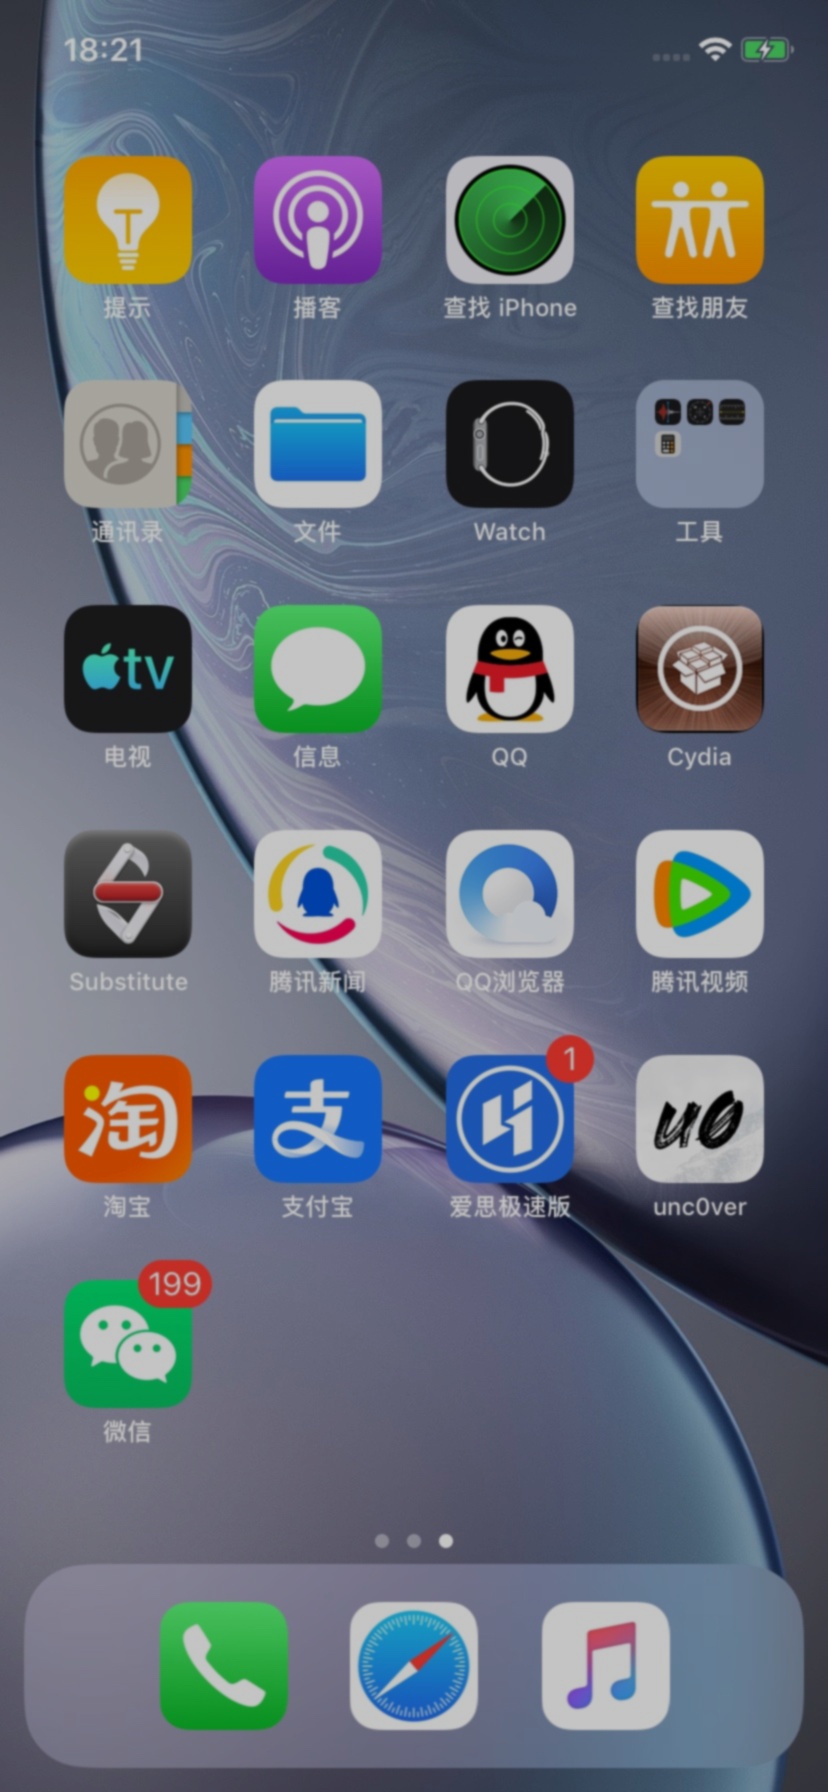 18:21
提示
播客
查找 iPhone
查找朋友
通讯录
文件
Watch
工具
tv
电视
信息
QQ
Cydia
Substitute
腾讯新闻
QQ浏览器
腾讯视频
淘
支
1
uO
淘宝
支付宝
爱思极速版
unc0ver
199
微信